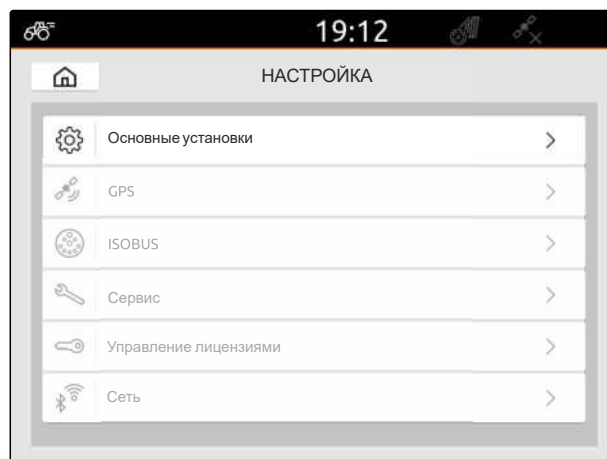 19:12
НАСТРОЙКА
Основные установки
GPS
ISOBUS
Сервис
Управление лицензиями
Сеть